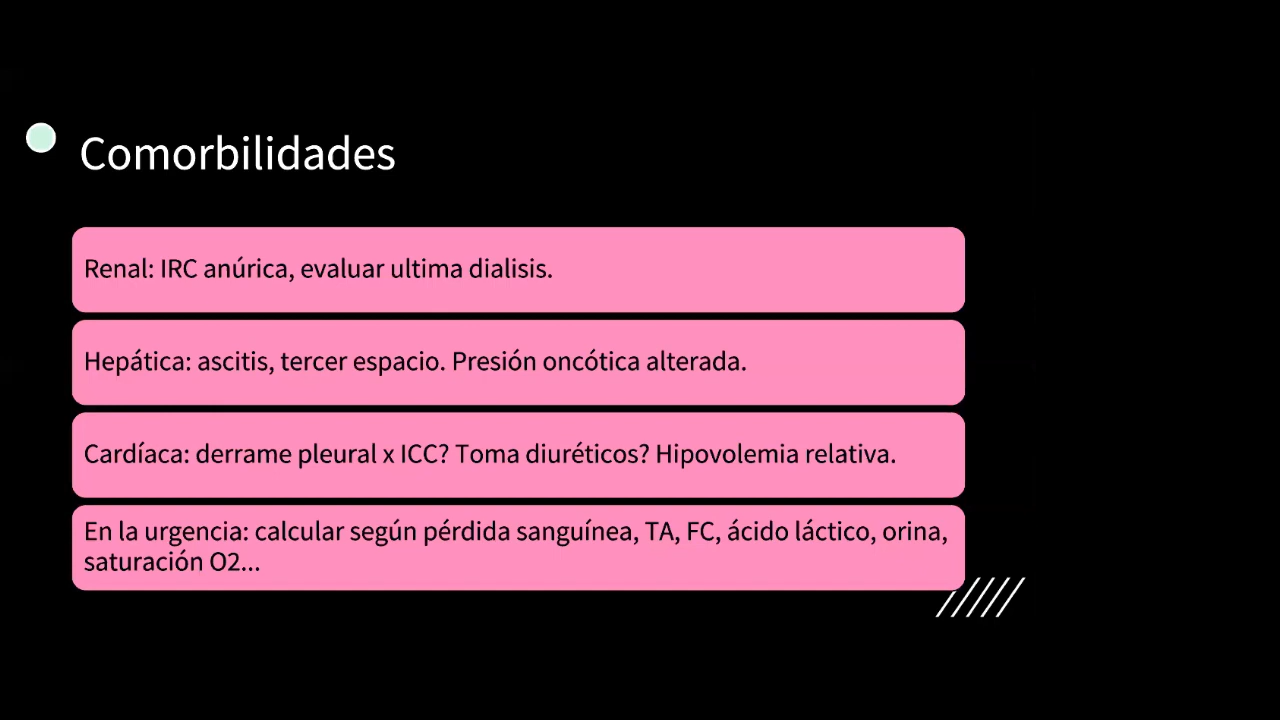 Comorbilidades
Renal: IRC anúrica, evaluar ultima dialisis.
Hepática: ascitis, tercer espacio. Presión oncótica alterada.
Cardíaca: derrame pleural x ICC? Toma diuréticos? Hipovolemia relativa.
En la urgencia: calcular según pérdida sanguínea, TA, FC, ácido láctico, orina,
saturación O2...